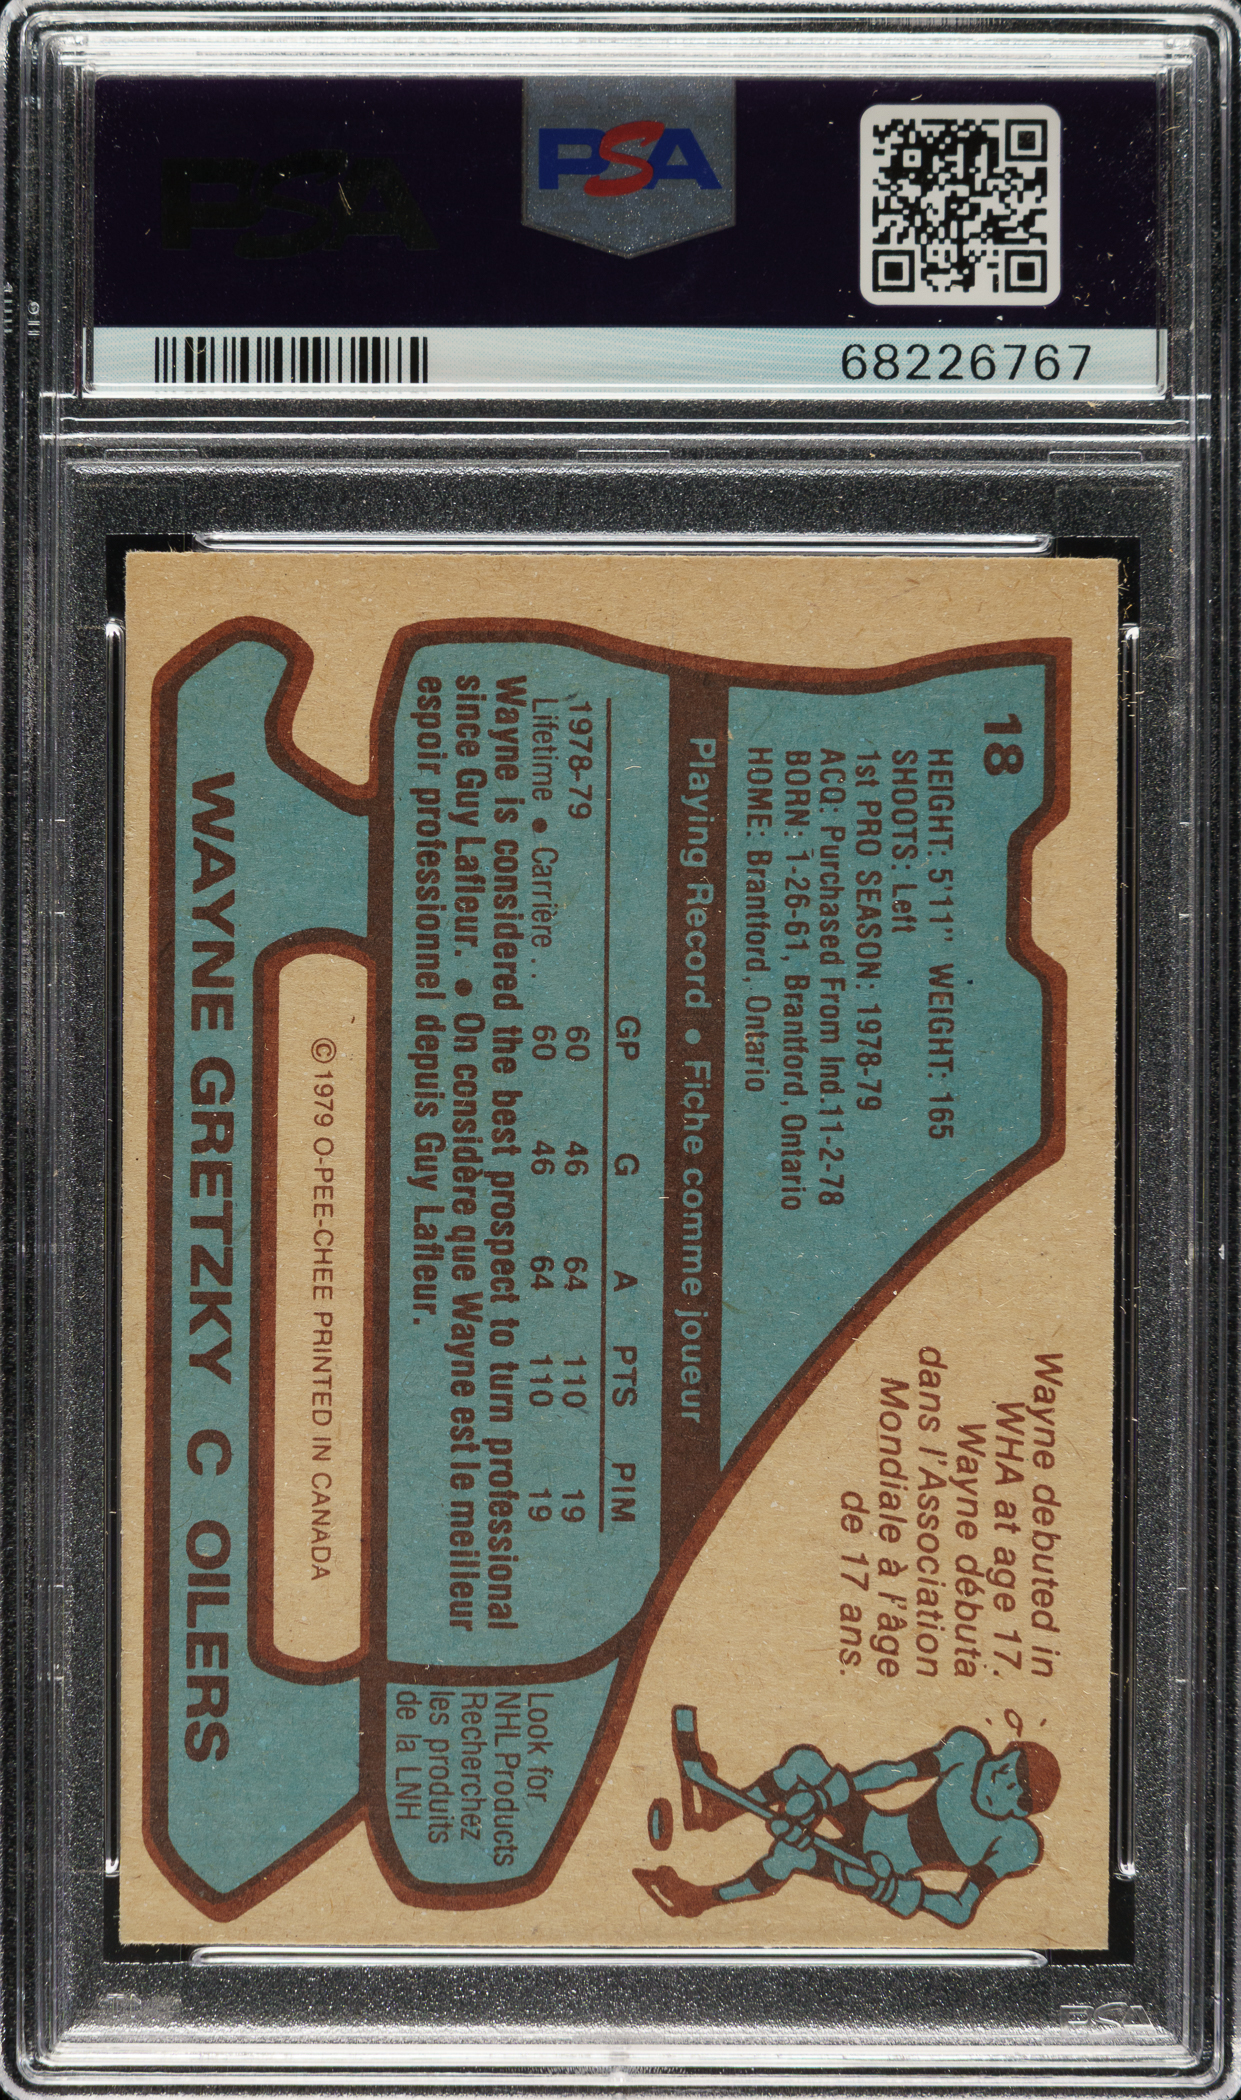 PSA
PSA
68226767
18
HEIGHT: 5'11" WEIGHT: 165
SHOOTS: Left
1st PRO SEASON: 1978-79
ACQ: Purchased From Ind. 11-2-78
BORN: 1-26-61, Brantford, Ontario
HOME: Brantford, Ontario
Wayne debuted in
WHA at age 17.
Wayne débuta
dans l'Association
Mondiale à l'âge
de 17 ans.
Playing Record • Fiche comme joueur
GP G A PTS PIM
1978-79 60 46 64 110 19
Lifetime • Carrière .. 60 46 64 110 19
Wayne is considered the best prospect to turn professional
since Guy Lafleur. • On considère que Wayne est le meilleur
espoir professionnel depuis Guy Lafleur.
Look for
NHL Products
Recherchez
les produits
de la LNH
©1979 O-PEE-CHEE PRINTED IN CANADA
WAYNE GRETZKY C OILERS
PSA